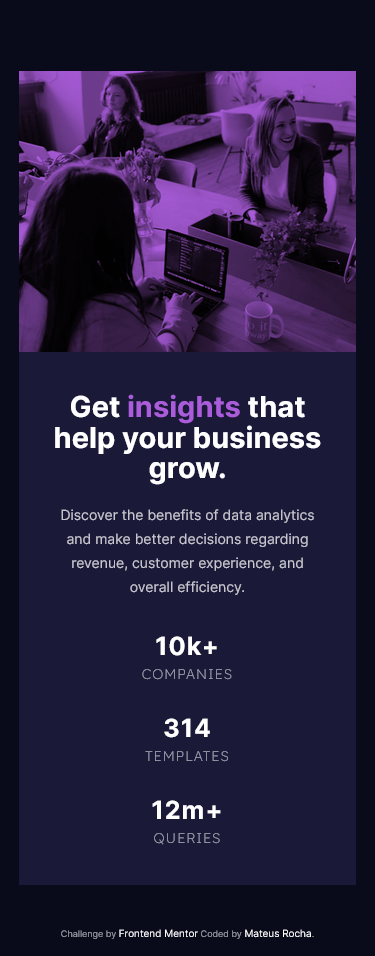 Get insights that
help your business
grow.
Discover the benefits of data analytics
and make better decisions regarding
revenue, customer experience, and
overall efficiency.
10k+
COMPANIES
314
TEMPLATES
12m+
QUERIES
Challenge by Frontend Mentor Coded by Mateus Rocha.